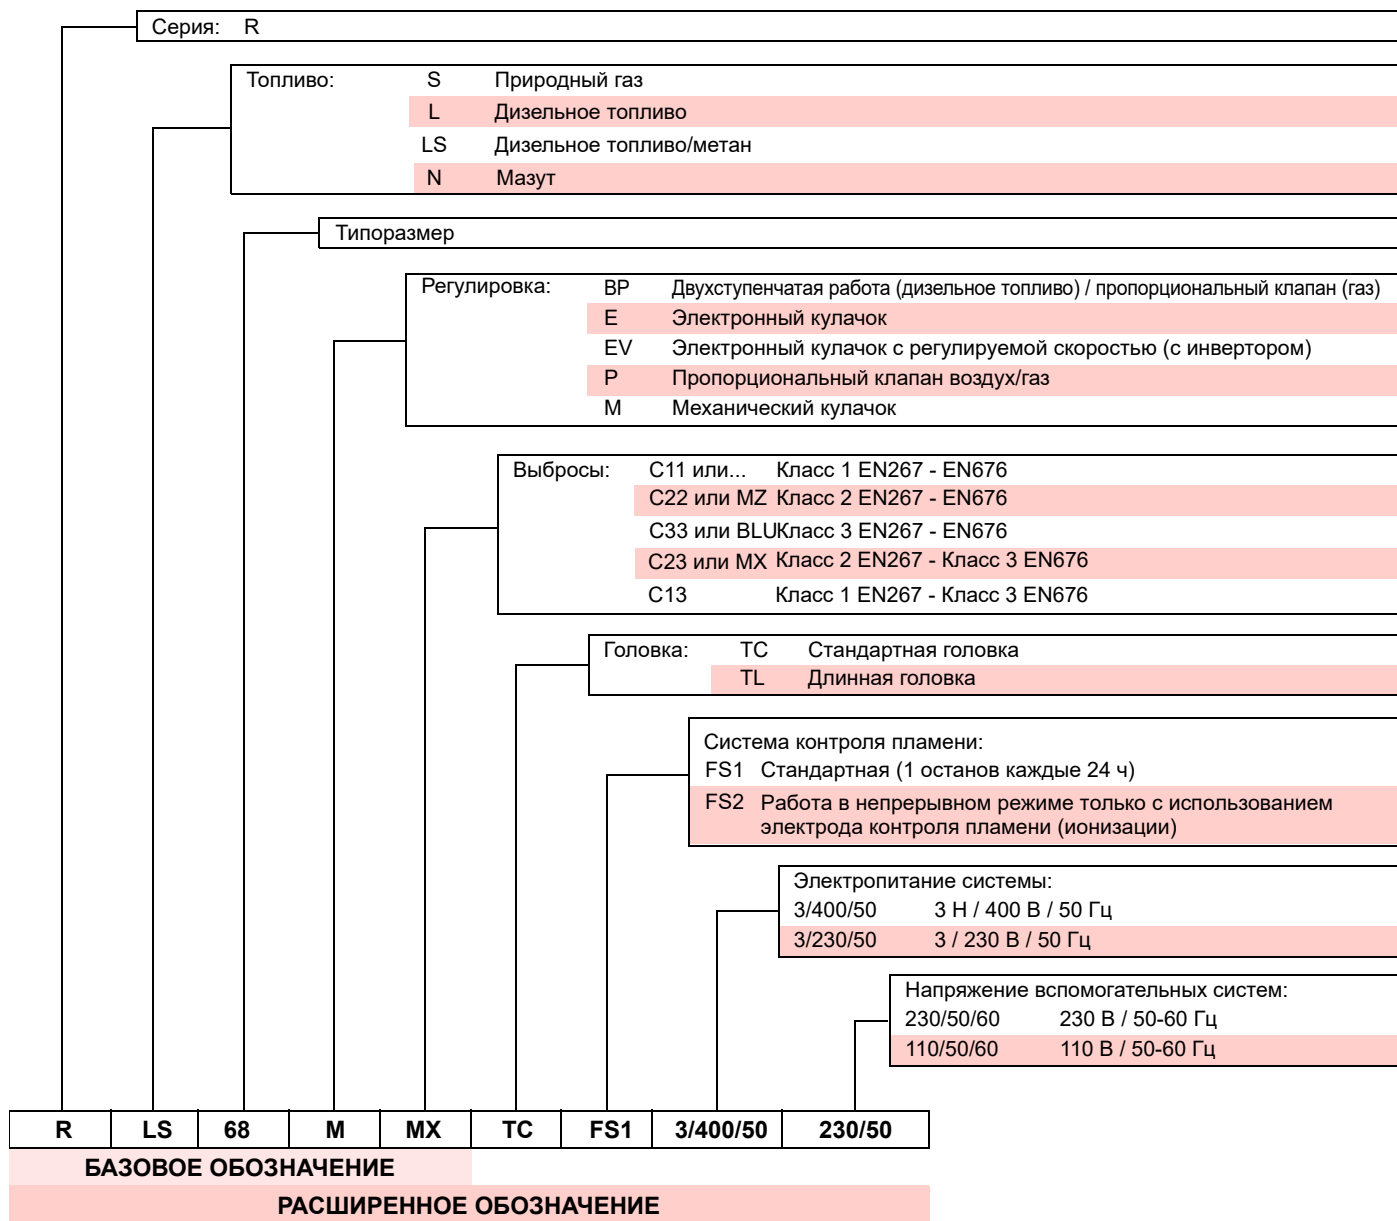 Серия: R
Топливо: S Природный газ
L Дизельное топливо
LS Дизельное топливо/метан
N Мазут
Типоразмер
Регулировка: BP Двухступенчатая работа (дизельное топливо) / пропорциональный клапан (газ)
E Электронный кулачок
EV Электронный кулачок с регулируемой скоростью (с инвертором)
P Пропорциональный клапан воздух/газ
M Механический кулачок
Выбросы: C11 или... Класс 1 EN267 - EN676
C22 или MZ Класс 2 EN267 - EN676
C33 или BLU Класс 3 EN267 - EN676
C23 или MX Класс 2 EN267 - Класс 3 EN676
C13 Класс 1 EN267 - Класс 3 EN676
Головка: TC Стандартная головка
TL Длинная головка
Система контроля пламени:
FS1 Стандартная (1 останов каждые 24 ч)
FS2 Работа в непрерывном режиме только с использованием
электрода контроля пламени (ионизации)
Электропитание системы:
3/400/50 3 Н / 400 В / 50 Гц
3/230/50 3 / 230 В / 50 Гц
Напряжение вспомогательных систем:
230/50/60 230 В / 50-60 Гц
110/50/60 110 В / 50-60 Гц
R LS 68 M MX TC FS1 3/400/50 230/50
БАЗОВОЕ ОБОЗНАЧЕНИЕ
РАСШИРЕННОЕ ОБОЗНАЧЕНИЕ